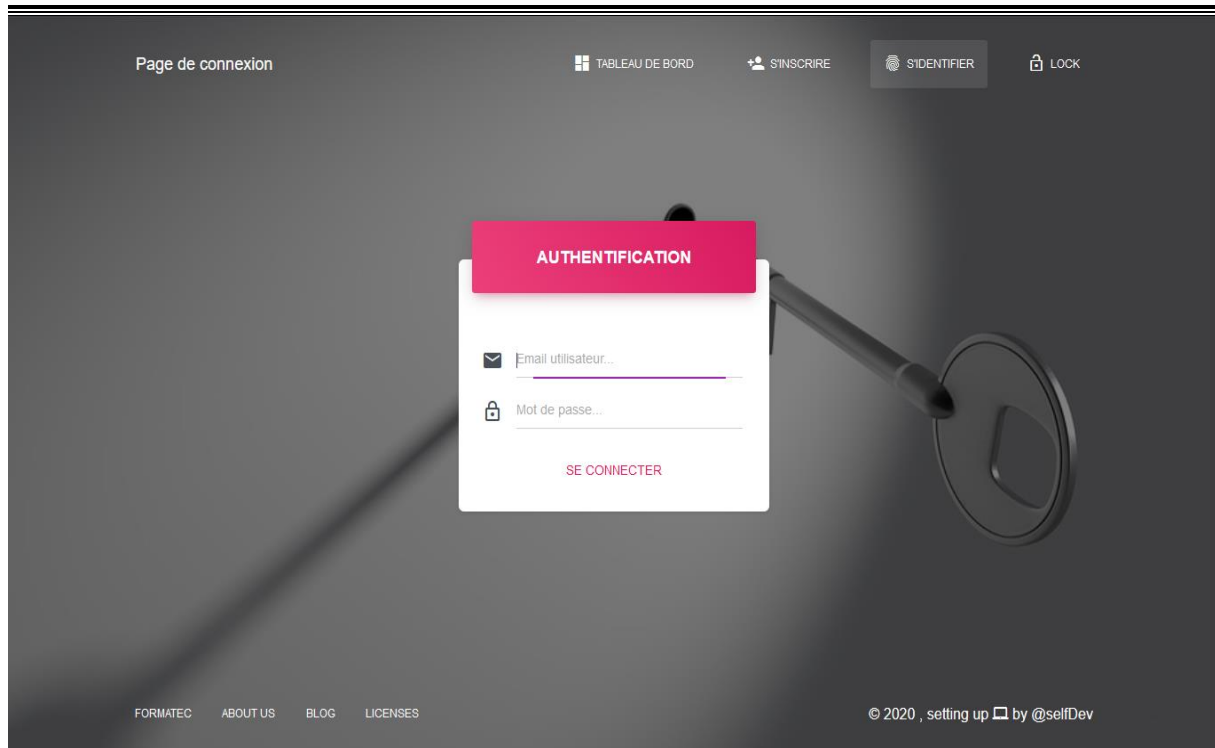 Page de connexion
TABLEAU DE BORD
S'INSCRIRE
S'IDENTIFIER
LOCK
AUTHENTIFICATION
Email utilisateur...
Mot de passe...
SE CONNECTER
FORMATEC ABOUT US BLOG LICENSES
© 2020 , setting up by @selfDev